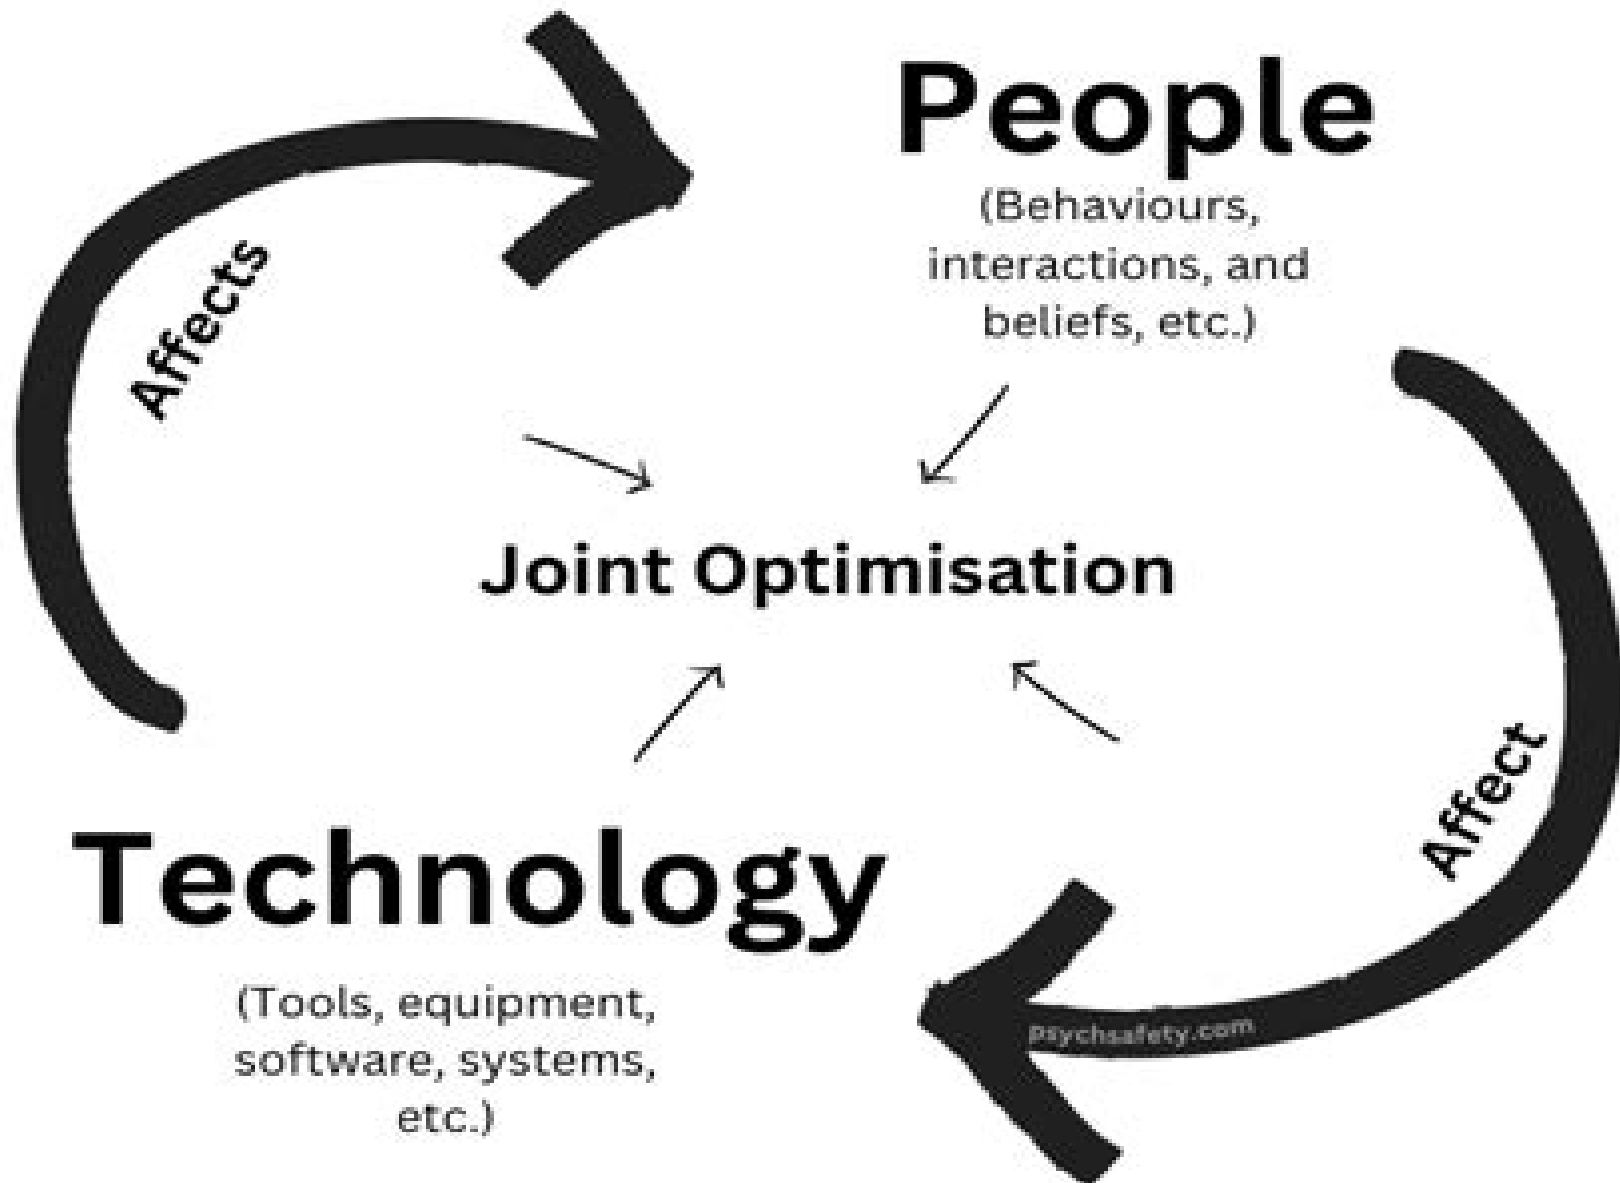 People
(Behaviours,
interactions, and
beliefs, etc.)
Affects
Joint Optimisation
Affect
Technology
(Tools, equipment,
software, systems,
etc.)
psychsafety.com